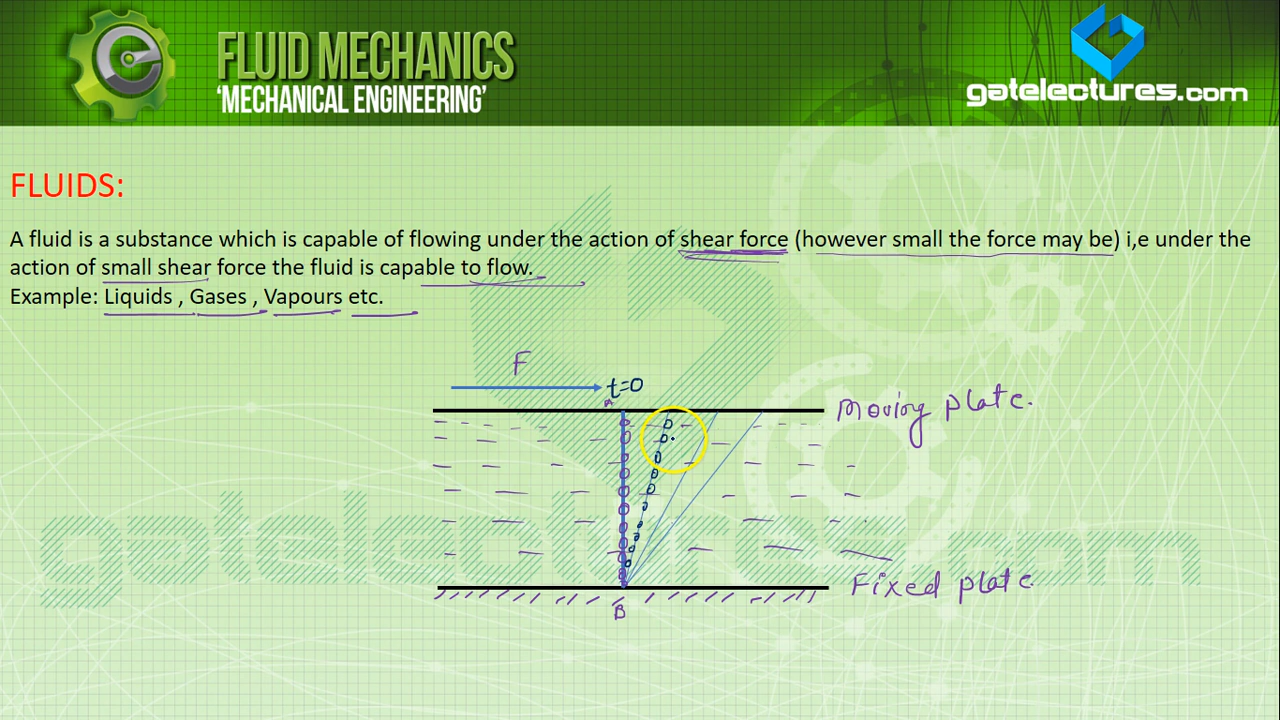 FLUID MECHANICS
'MECHANICAL ENGINEERING'
gatelectures.com
FLUIDS:
A fluid is a substance which is capable of flowing under the action of shear force (however small the force may be) i,e under the
action of small shear force the fluid is capable to flow.
Example: Liquids , Gases , Vapours etc.
F
t=0
A
Moving plate.
gatelectures.com
Fixed plate.
B